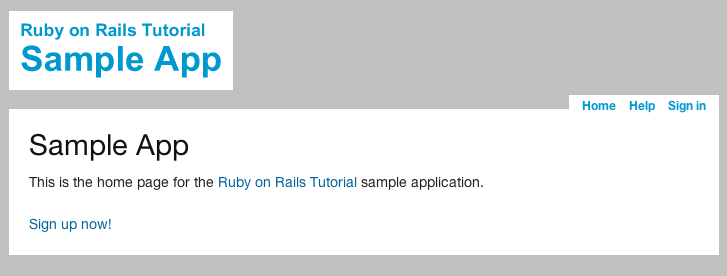 Ruby on Rails Tutorial
Sample App
Home Help Sign in
Sample App
This is the home page for the Ruby on Rails Tutorial sample application.
Sign up now!